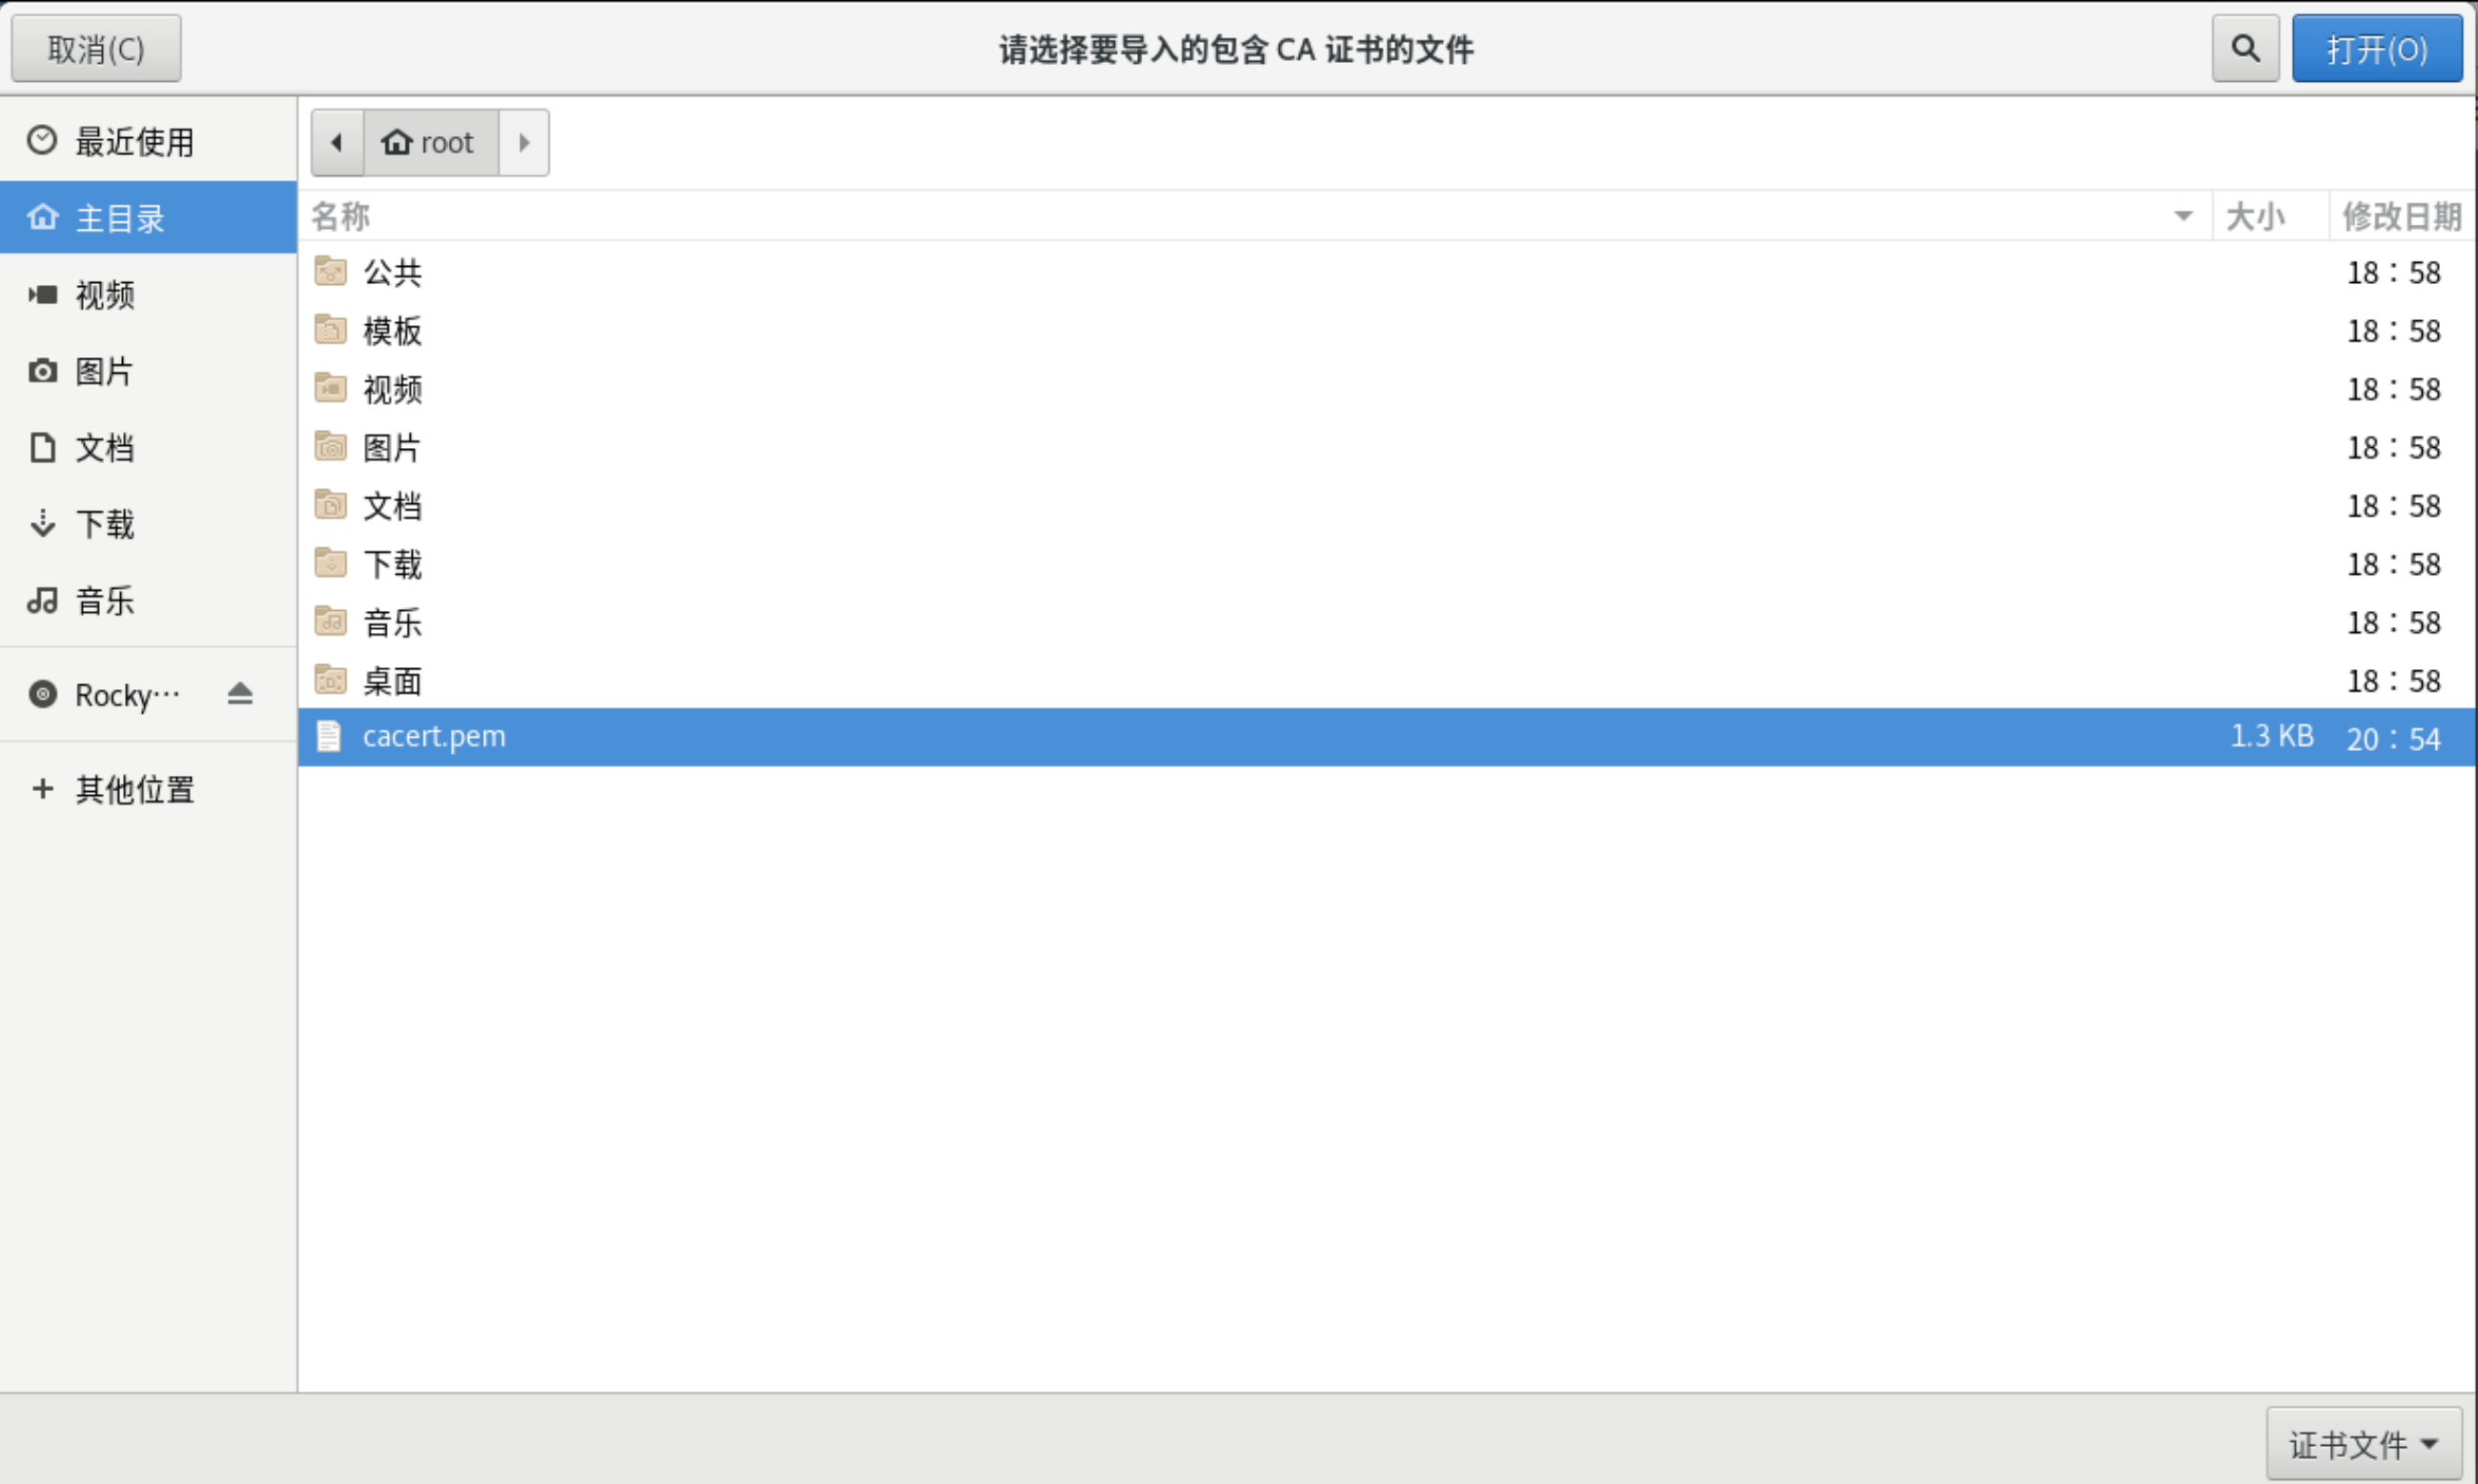 取消(C)
请选择要导入的包含 CA 证书的文件
打开(O)
最近使用
主目录
视频
图片
文档
下载
音乐
Rocky…
其他位置
root
名称 大小 修改日期
公共 18：58
模板 18：58
视频 18：58
图片 18：58
文档 18：58
下载 18：58
音乐 18：58
桌面 18：58
cacert.pem 1.3 KB 20：54
证书文件